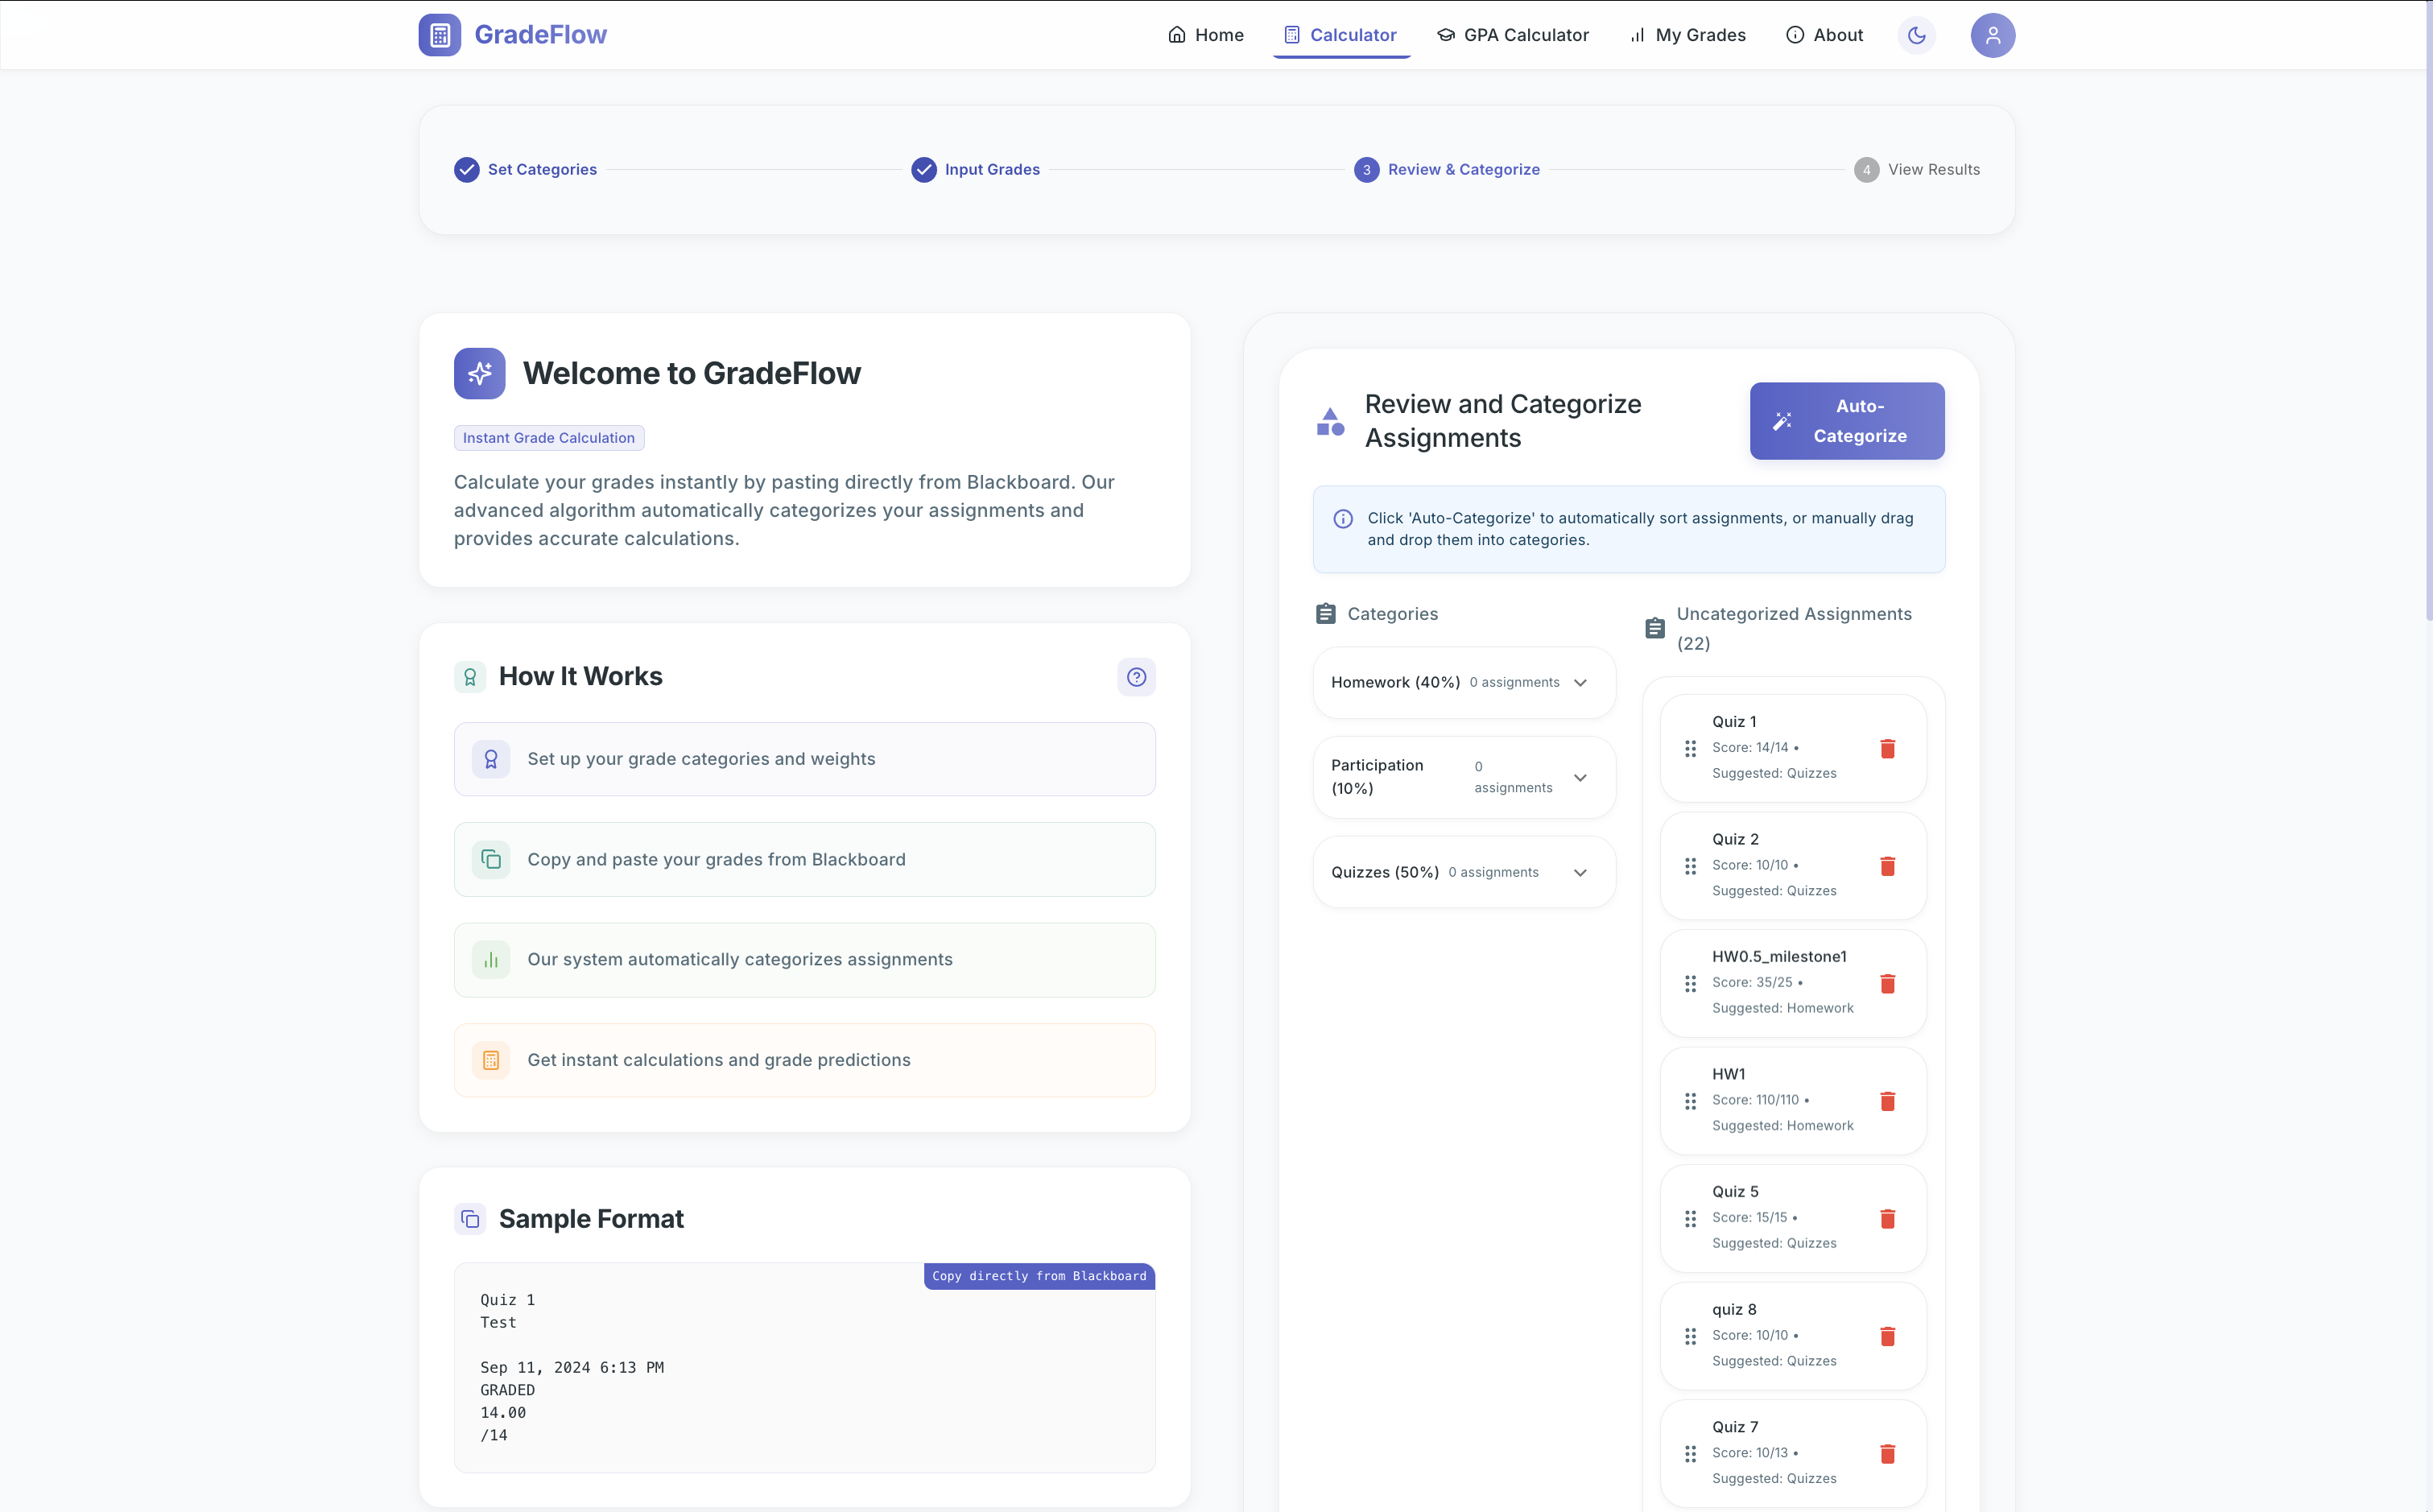 GradeFlow
Home
Calculator
GPA Calculator
My Grades
About
Set Categories
Input Grades
3
Review & Categorize
4
View Results
Welcome to GradeFlow
Instant Grade Calculation
Calculate your grades instantly by pasting directly from Blackboard. Our
advanced algorithm automatically categorizes your assignments and
provides accurate calculations.
How It Works
Set up your grade categories and weights
Copy and paste your grades from Blackboard
Our system automatically categorizes assignments
Get instant calculations and grade predictions
Sample Format
Copy directly from Blackboard
Quiz 1
Test
Sep 11, 2024 6:13 PM
GRADED
14.00
/14
Review and Categorize
Assignments
Auto-
Categorize
Click 'Auto-Categorize' to automatically sort assignments, or manually drag
and drop them into categories.
Categories
Homework (40%) 0 assignments
Participation
(10%)
0
assignments
Quizzes (50%) 0 assignments
Uncategorized Assignments
(22)
Quiz 1
Score: 14/14 •
Suggested: Quizzes
Quiz 2
Score: 10/10 •
Suggested: Quizzes
HW0.5_milestone1
Score: 35/25 •
Suggested: Homework
HW1
Score: 110/110 •
Suggested: Homework
Quiz 5
Score: 15/15 •
Suggested: Quizzes
quiz 8
Score: 10/10 •
Suggested: Quizzes
Quiz 7
Score: 10/13 •
Suggested: Quizzes